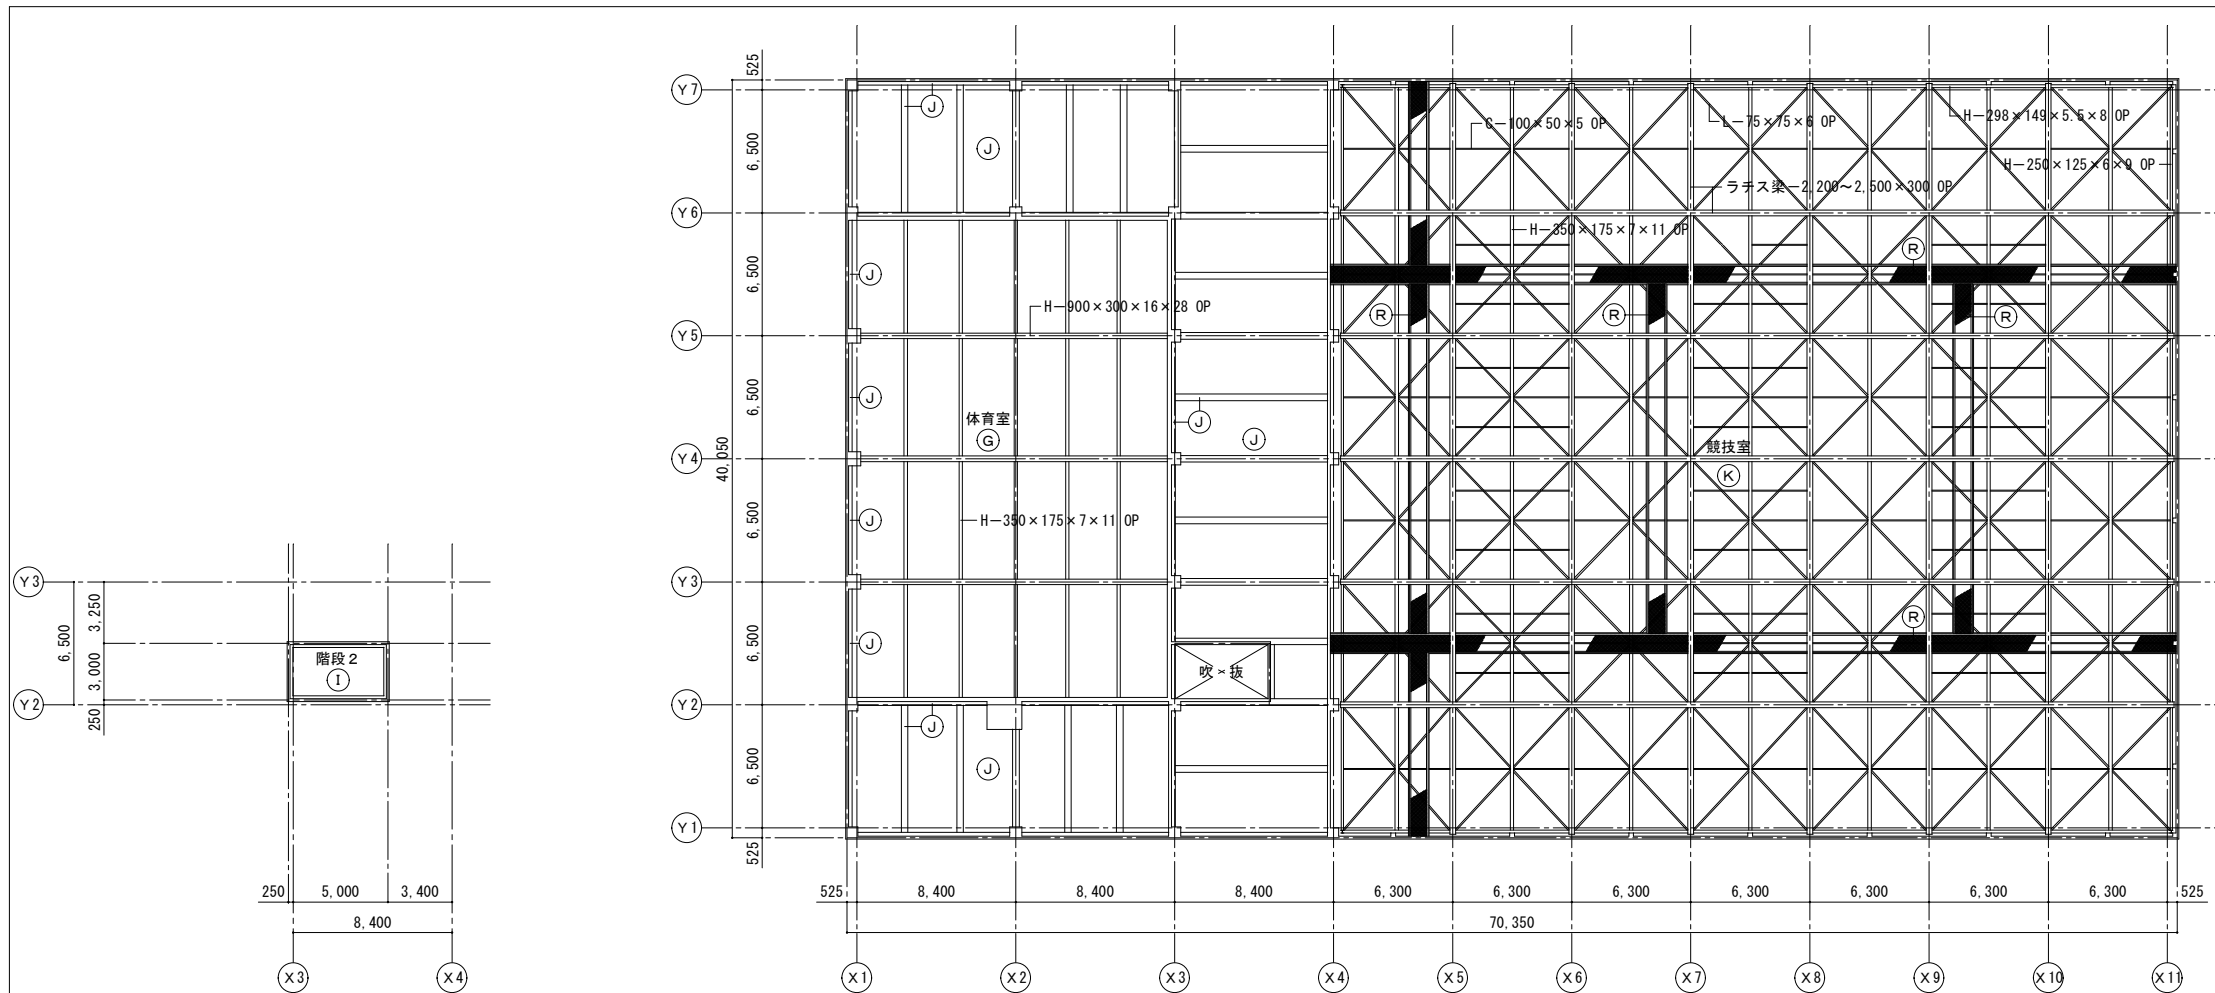 525
Y7
J
C-100×50×5 OP
L-75×75×6 OP
H-298×149×5.5×8 OP
6,500
J
H-250×125×6×9 OP
ラチス梁-2,200~2,500×300 OP
Y6
H-350×175×7×11 OP
R
6,500
J
H-900×300×16×28 OP
R
R
R
Y5
6,500
J
体育室
J
G
J
競技室
K
40,050
Y4
6,500
J
H-350×175×7×11 OP
Y3
Y3
3,250
6,500
3,000
250
階段2
I
Y2
R
6,500
J
吹×抜
Y2
J
6,500
J
Y1
525
250
5,000
3,400
8,400
X3
X4
525
8,400
8,400
8,400
6,300
6,300
6,300
6,300
6,300
6,300
6,300
525
70,350
X1
X2
X3
X4
X5
X6
X7
X8
X9
X10
X11